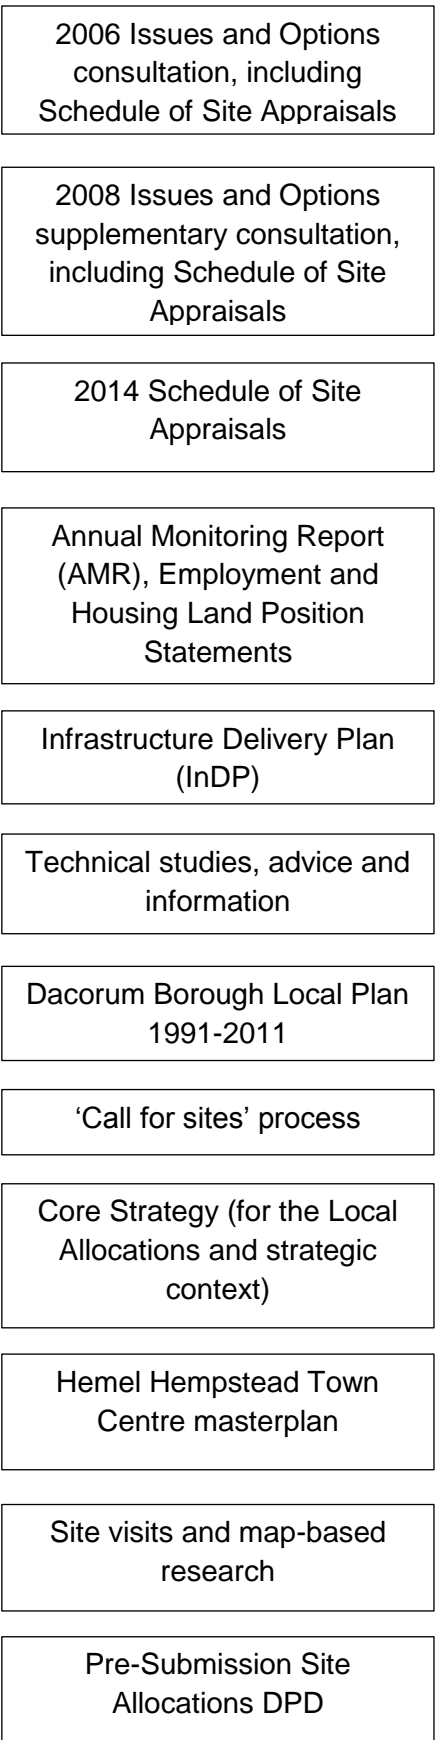 2006 Issues and Options
consultation, including
Schedule of Site Appraisals
2008 Issues and Options
supplementary consultation,
including Schedule of Site
Appraisals
2014 Schedule of Site
Appraisals
Annual Monitoring Report
(AMR), Employment and
Housing Land Position
Statements
Infrastructure Delivery Plan
(InDP)
Technical studies, advice and
information
Dacorum Borough Local Plan
1991-2011
‘Call for sites’ process
Core Strategy (for the Local
Allocations and strategic
context)
Hemel Hempstead Town
Centre masterplan
Site visits and map-based
research
Pre-Submission Site
Allocations DPD